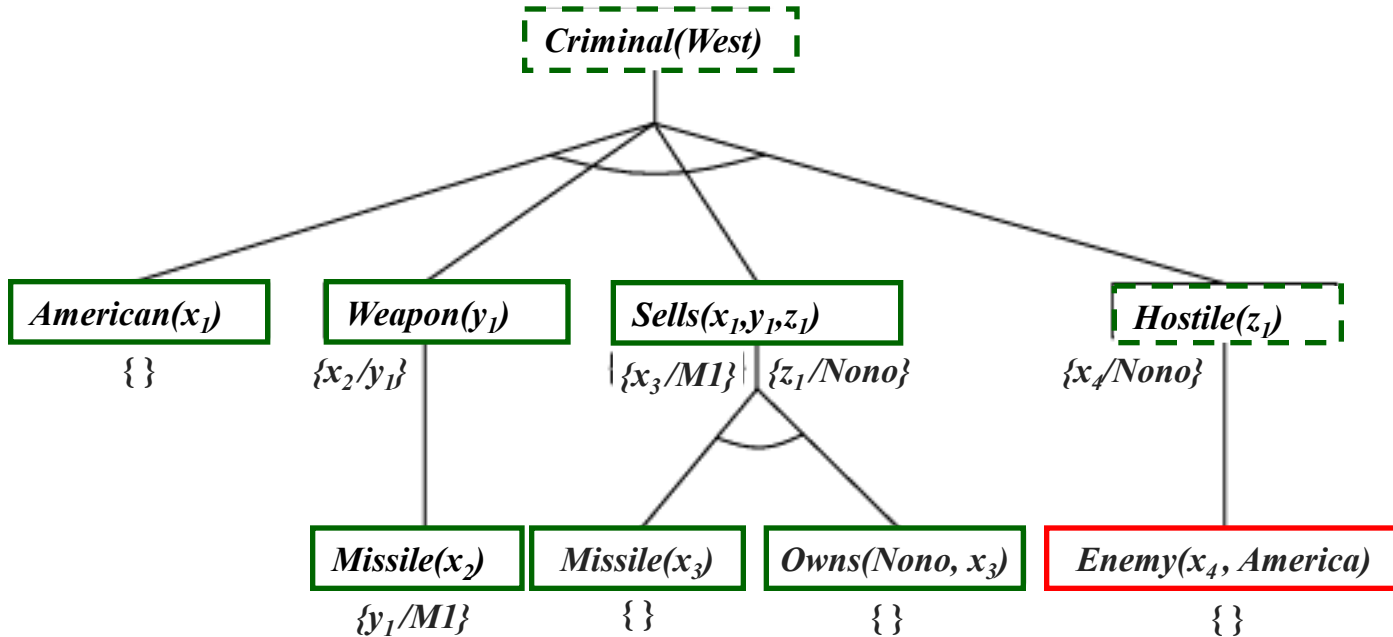 Criminal(West)
American(x₁)
Weapon(y₁)
Sells(x₁,y₁,z₁)
Hostile(z₁)
{ }
{x₂/y₁}
{x₃/M1}
{z₁/Nono}
{x₄/Nono}
Missile(x₂)
Missile(x₃)
Owns(Nono, x₃)
Enemy(x₄, America)
{y₁/M1}
{ }
{ }
{ }